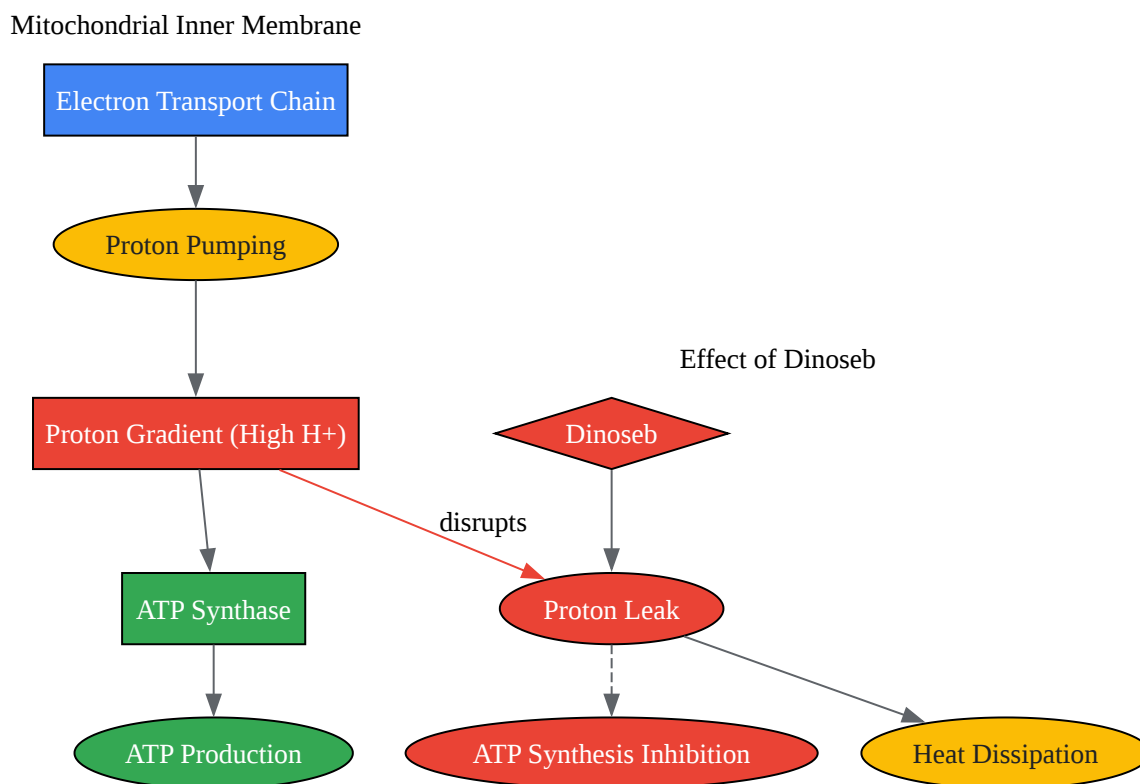 Mitochondrial Inner Membrane
Electron Transport Chain
Proton Pumping
Effect of Dinoseb
Proton Gradient (High H+)
Dinoseb
disrupts
ATP Synthase
Proton Leak
ATP Production
ATP Synthesis Inhibition
Heat Dissipation